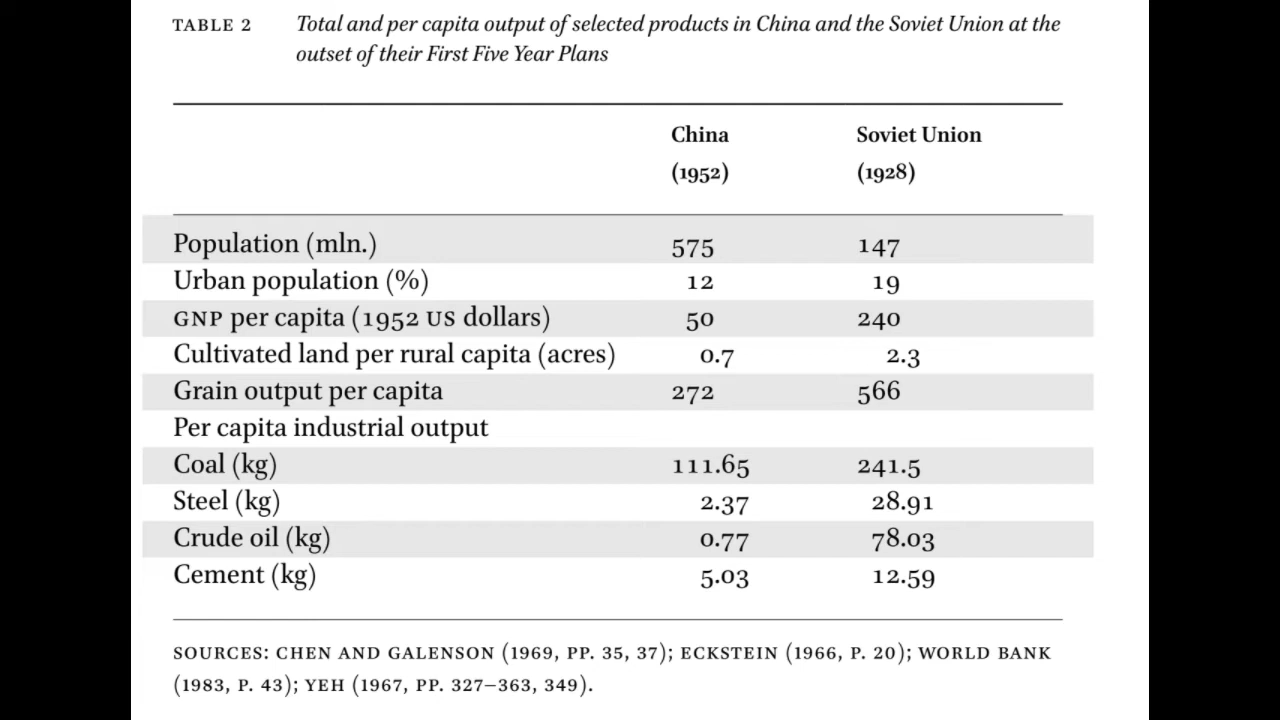 TABLE 2 Total and per capita output of selected products in China and the Soviet Union at the
outset of their First Five Year Plans
China Soviet Union
(1952) (1928)
Population (mln.) 575 147
Urban population (%) 12 19
GNP per capita (1952 US dollars) 50 240
Cultivated land per rural capita (acres) 0.7 2.3
Grain output per capita 272 566
Per capita industrial output
Coal (kg) 111.65 241.5
Steel (kg) 2.37 28.91
Crude oil (kg) 0.77 78.03
Cement (kg) 5.03 12.59
SOURCES: CHEN AND GALENSON (1969, PP. 35, 37); ECKSTEIN (1966, P. 20); WORLD BANK
(1983, P. 43); YEH (1967, PP. 327–363, 349).